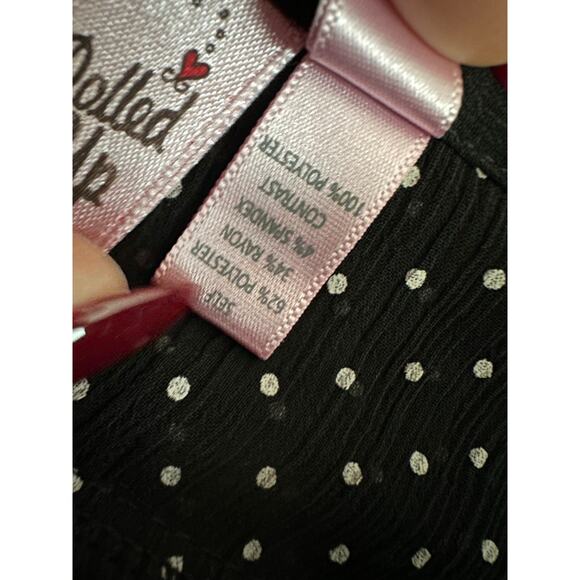 Dolled
Up
SELF
62% POLYESTER
34% RAYON
4% SPANDEX
CONTRAST
100% POLYESTER